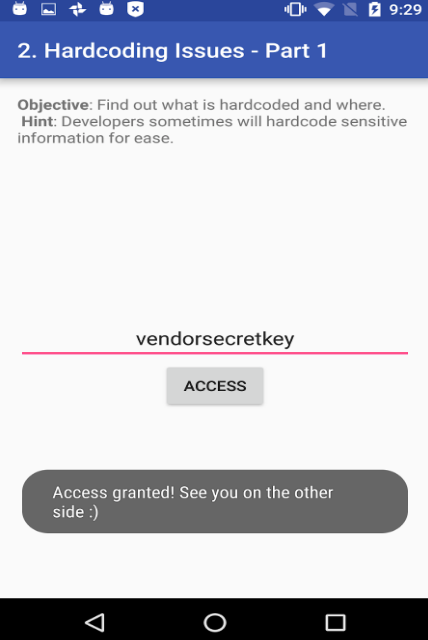 9:29
2. Hardcoding Issues - Part 1
Objective: Find out what is hardcoded and where.
Hint: Developers sometimes will hardcode sensitive
information for ease.
vendorsecretkey
ACCESS
Access granted! See you on the other
side :)